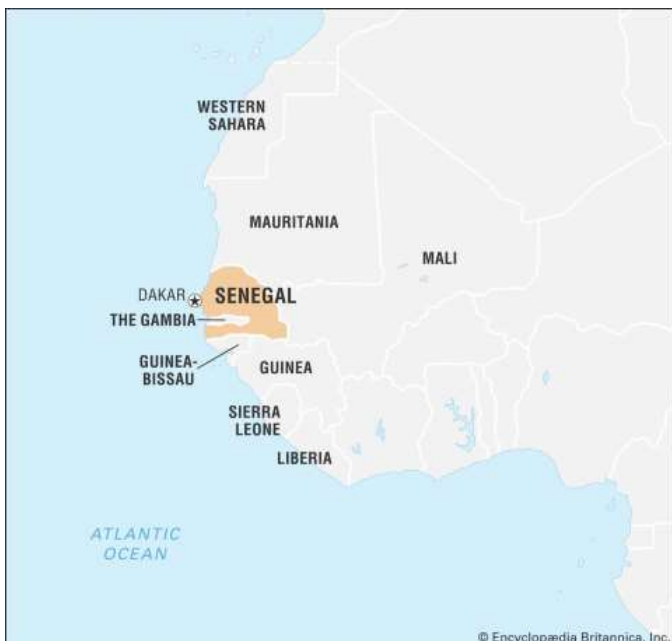 WESTERN
SAHARA
MAURITANIA
MALI
DAKAR
SENEGAL
THE GAMBIA
GUINEA-
BISSAU
GUINEA
SIERRA
LEONE
LIBERIA
ATLANTIC
OCEAN
© Encyclopædia Britannica, Inc.